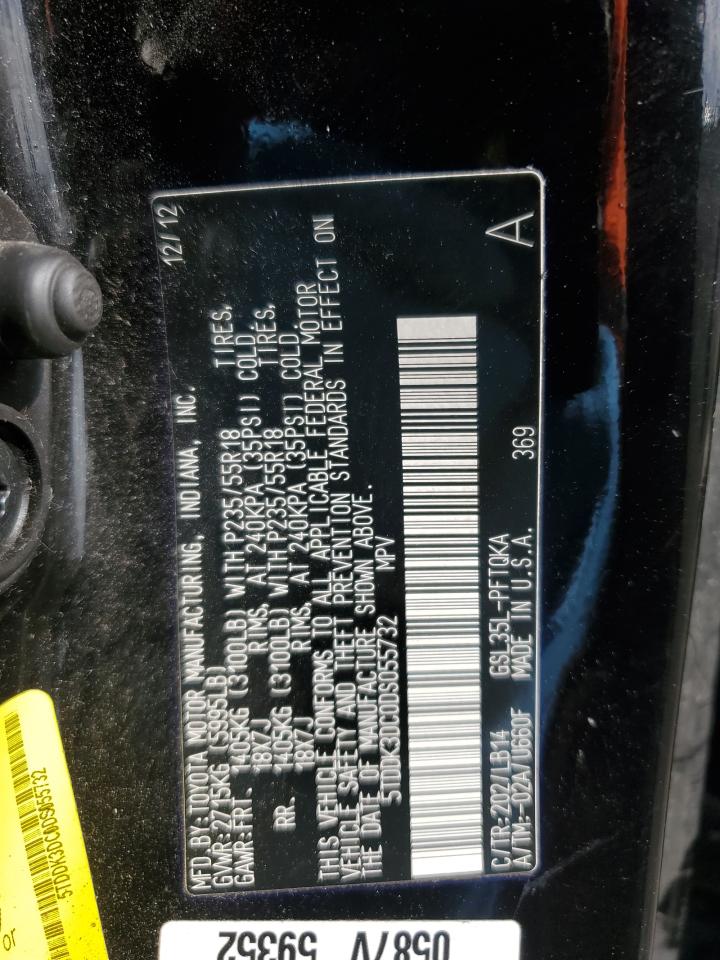 MFD. BY: TOYOTA MOTOR MANUFACTURING, INDIANA, INC. 12/12
GVWR: 2715KG (5995LB)
GAWR: FRT. 1405KG (3100LB) WITH P235/55R18 TIRES,
18X7J RIMS, AT 240KPA (35PSI) COLD.
RR. 1405KG (3100LB) WITH P235/55R18 TIRES,
18X7J RIMS, AT 240KPA (35PSI) COLD.
THIS VEHICLE CONFORMS TO ALL APPLICABLE FEDERAL MOTOR
VEHICLE SAFETY AND THEFT PREVENTION STANDARDS IN EFFECT ON
THE DATE OF MANUFACTURE SHOWN ABOVE.
5TDDK3DC0DS055732 MPV
C/TR: 202/LB14 GSL35L-PFTQKA
A/TM: -02A/U660F MADE IN U.S.A. 369 A
5TDDK3DC0DS055732
or
0587V 59352